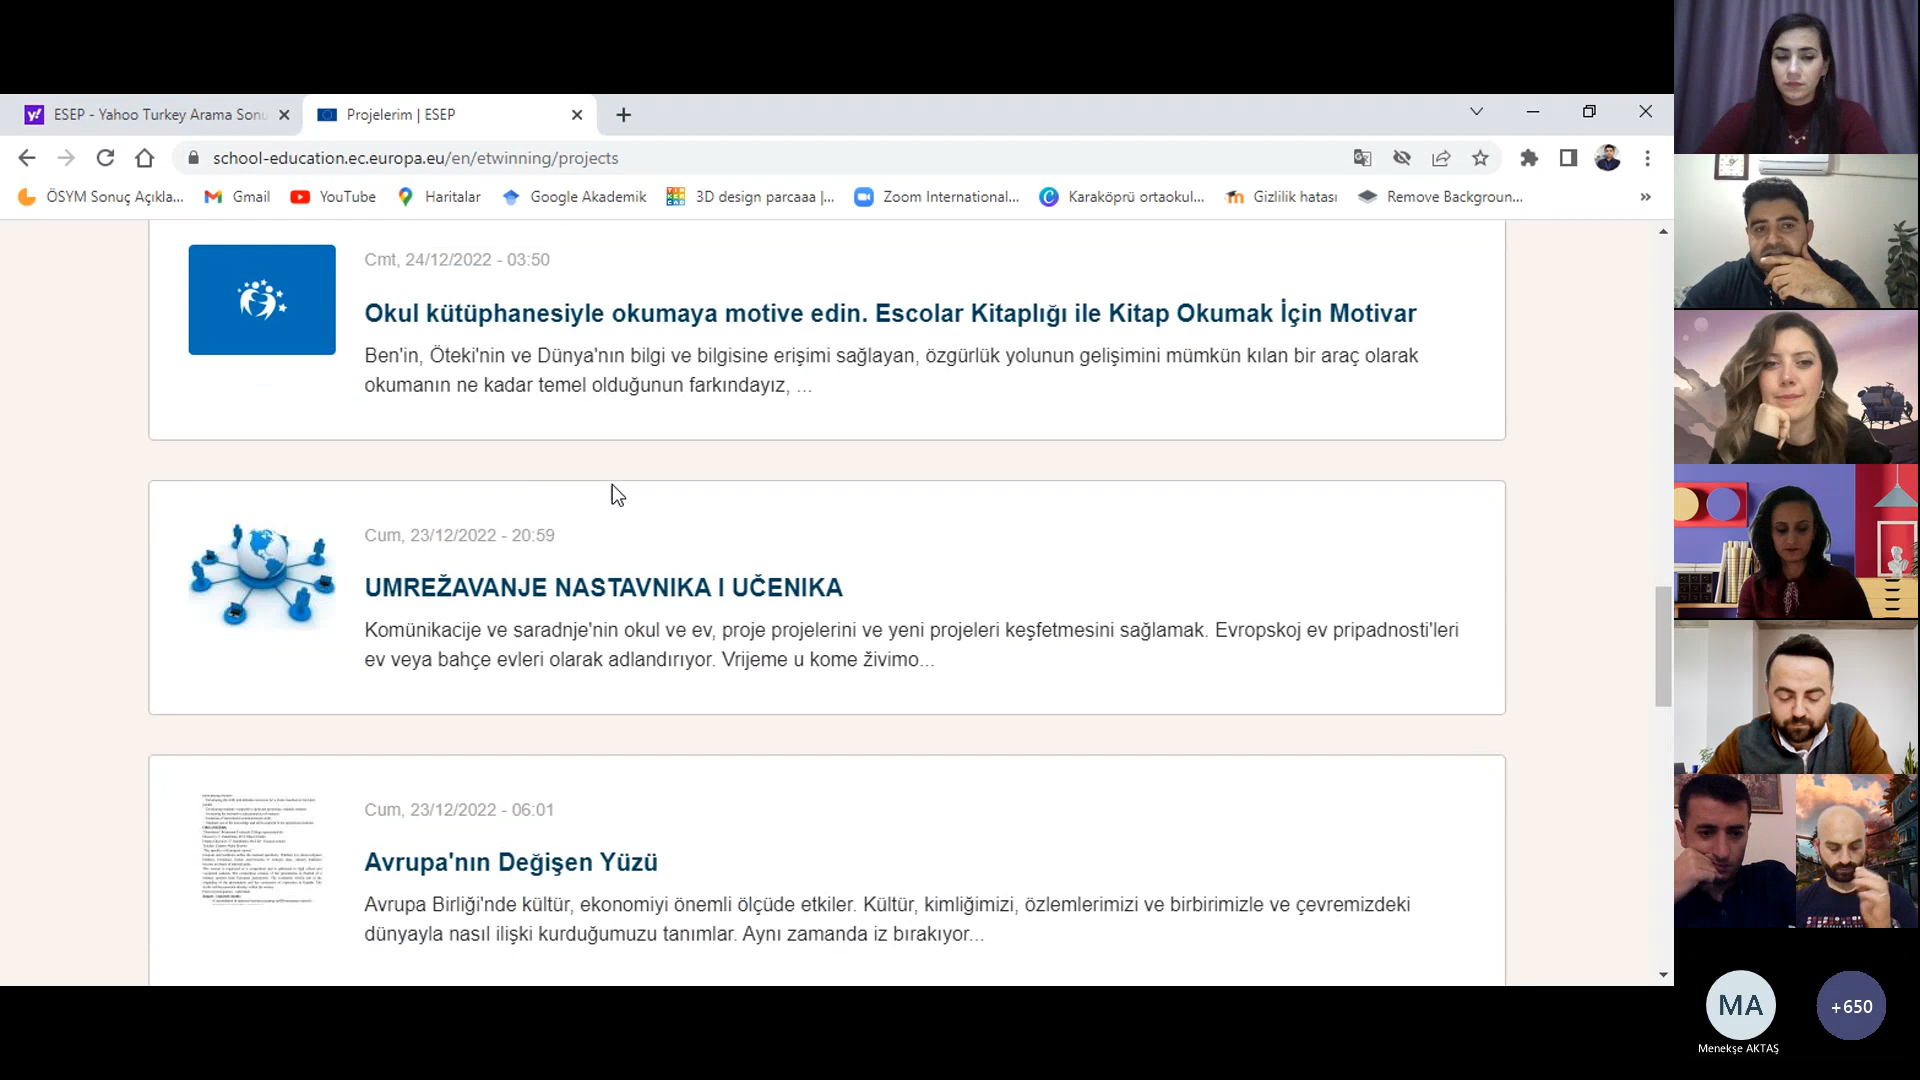 ESEP - Yahoo Turkey Arama Sonu
Projelerim | ESEP
school-education.ec.europa.eu/en/etwinning/projects
ÖSYM Sonuç Açıkla...
Gmail
YouTube
Haritalar
Google Akademik
3D design parcaaa |...
Zoom International...
Karaköprü ortaokul...
Gizlilik hatası
Remove Backgroun...
»
Cmt, 24/12/2022 - 03:50
Okul kütüphanesiyle okumaya motive edin. Escolar Kitaplığı ile Kitap Okumak İçin Motivar
Ben'in, Öteki'nin ve Dünya'nın bilgi ve bilgisine erişimi sağlayan, özgürlük yolunun gelişimini mümkün kılan bir araç olarak
okumanın ne kadar temel olduğunun farkındayız, ...
Cum, 23/12/2022 - 20:59
UMREŽAVANJE NASTAVNIKA I UČENIKA
Komünikacije ve saradnje'nin okul ve ev, proje projelerini ve yeni projeleri keşfetmesini sağlamak. Evropskoj ev pripadnosti'leri
ev veya bahçe evleri olarak adlandırıyor. Vrijeme u kome živimo...
Cum, 23/12/2022 - 06:01
Avrupa'nın Değişen Yüzü
Avrupa Birliği'nde kültür, ekonomiyi önemli ölçüde etkiler. Kültür, kimliğimizi, özlemlerimizi ve birbirimizle ve çevremizdeki
dünyayla nasıl ilişki kurduğumuzu tanımlar. Aynı zamanda iz bırakıyor...
MA
+650
Menekşe AKTAŞ